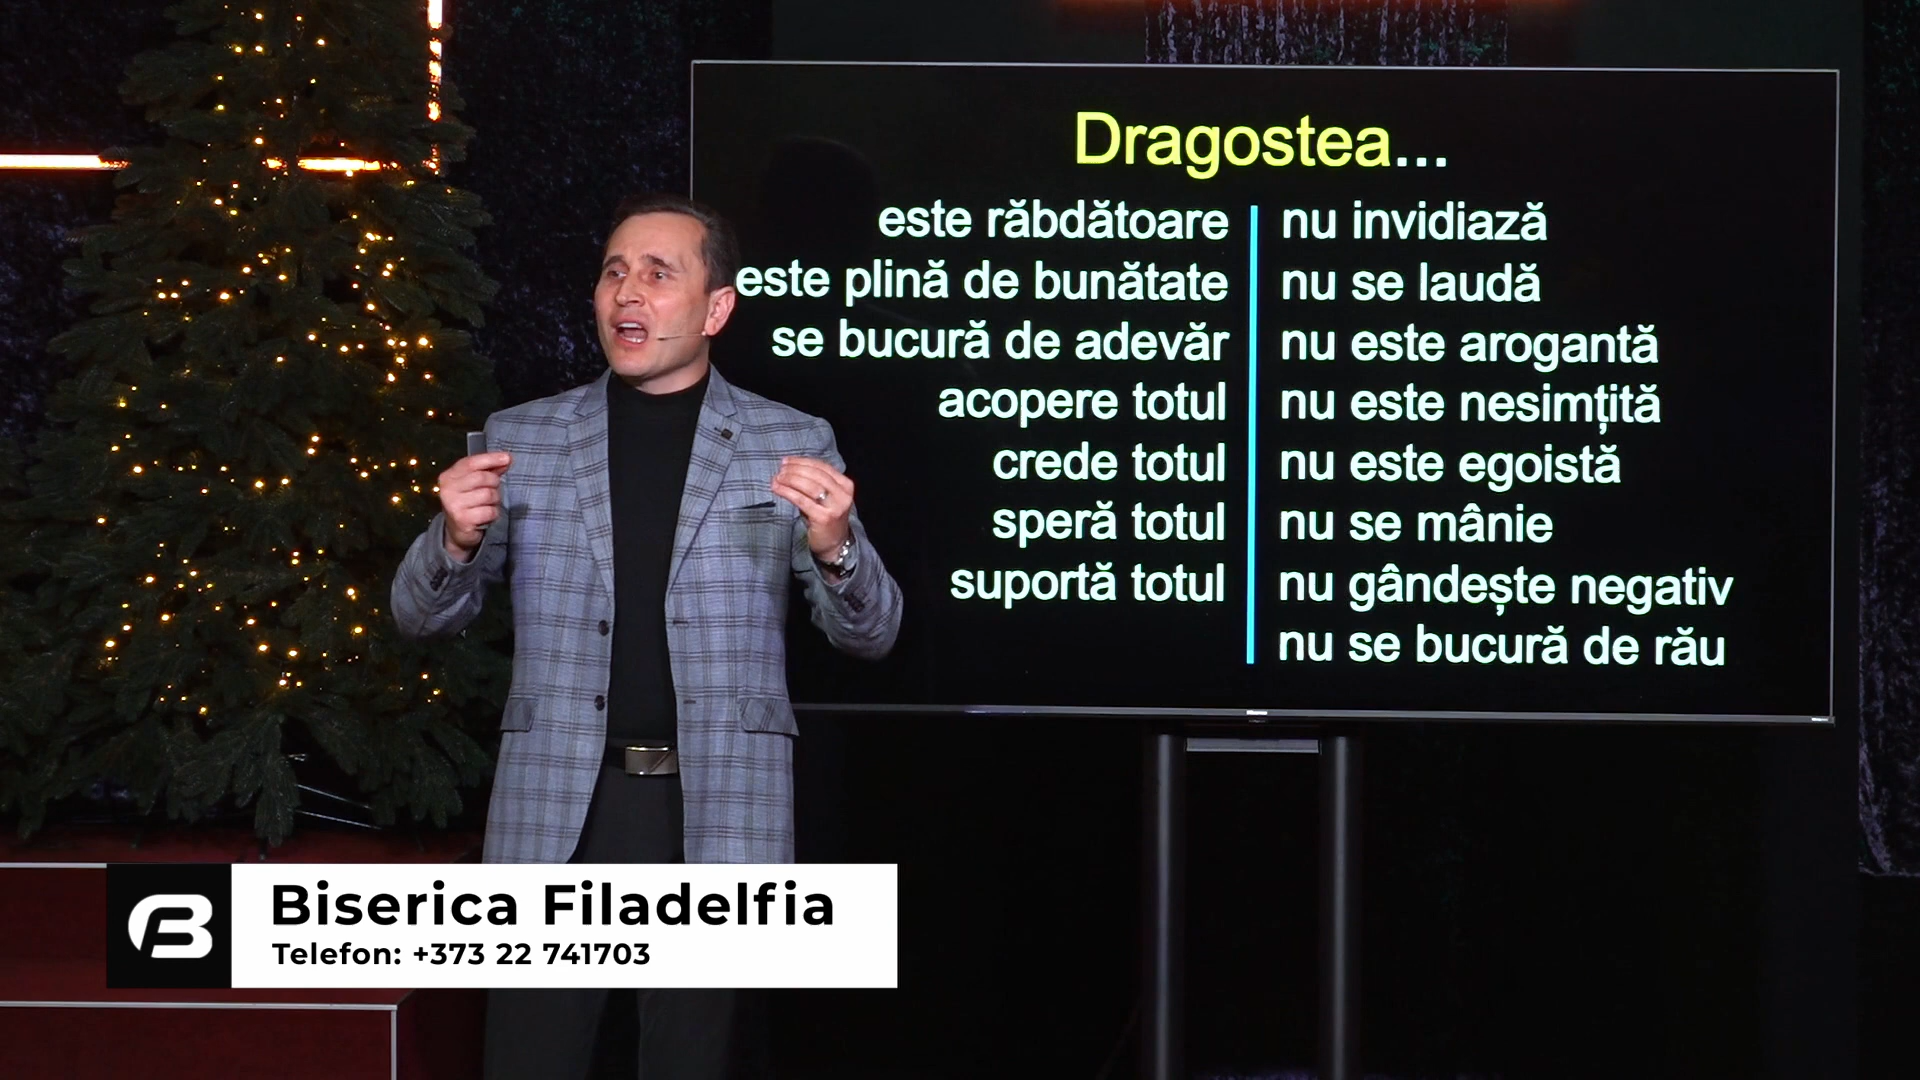 Dragostea...
este răbdătoare
este plină de bunătate
se bucură de adevăr
acopere totul
crede totul
speră totul
suportă totul
nu invidiază
nu se laudă
nu este arogantă
nu este nesimțită
nu este egoistă
nu se mânie
nu gândește negativ
nu se bucură de rău
Biserica Filadelfia
Telefon: +373 22 741703